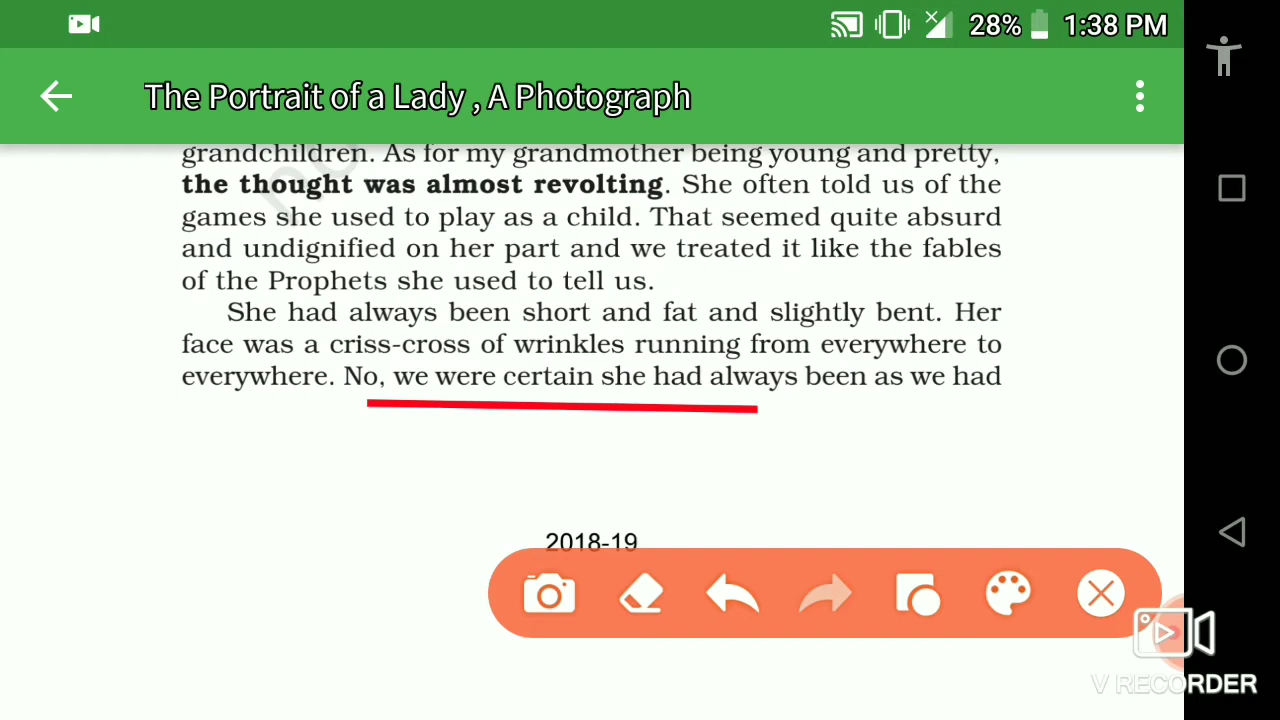 28% 1:38 PM
The Portrait of a Lady , A Photograph
grandchildren. As for my grandmother being young and pretty,
the thought was almost revolting. She often told us of the
games she used to play as a child. That seemed quite absurd
and undignified on her part and we treated it like the fables
of the Prophets she used to tell us.
She had always been short and fat and slightly bent. Her
face was a criss-cross of wrinkles running from everywhere to
everywhere. No, we were certain she had always been as we had
2018-19
V RECORDER